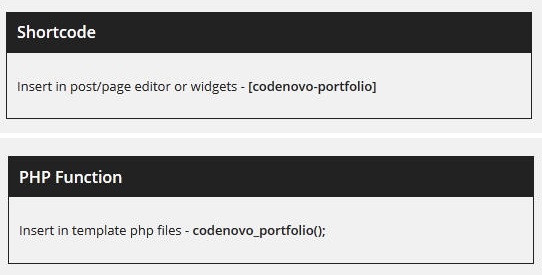 Shortcode
Insert in post/page editor or widgets - [codenovo-portfolio]
PHP Function
Insert in template php files - codenovo_portfolio();